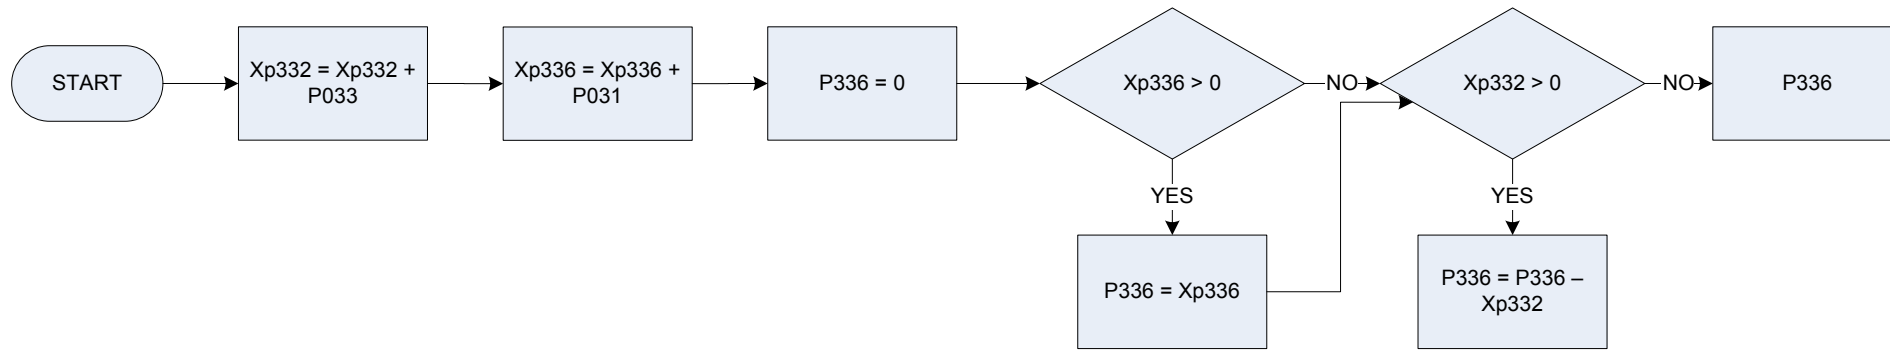 START
Xp332 = Xp332 +
P033
Xp336 = Xp336 +
P031
P336 = 0
Xp336 > 0
NO
Xp332 > 0
NO
P336
YES
YES
P336 = Xp336
P336 = P336 –
Xp332